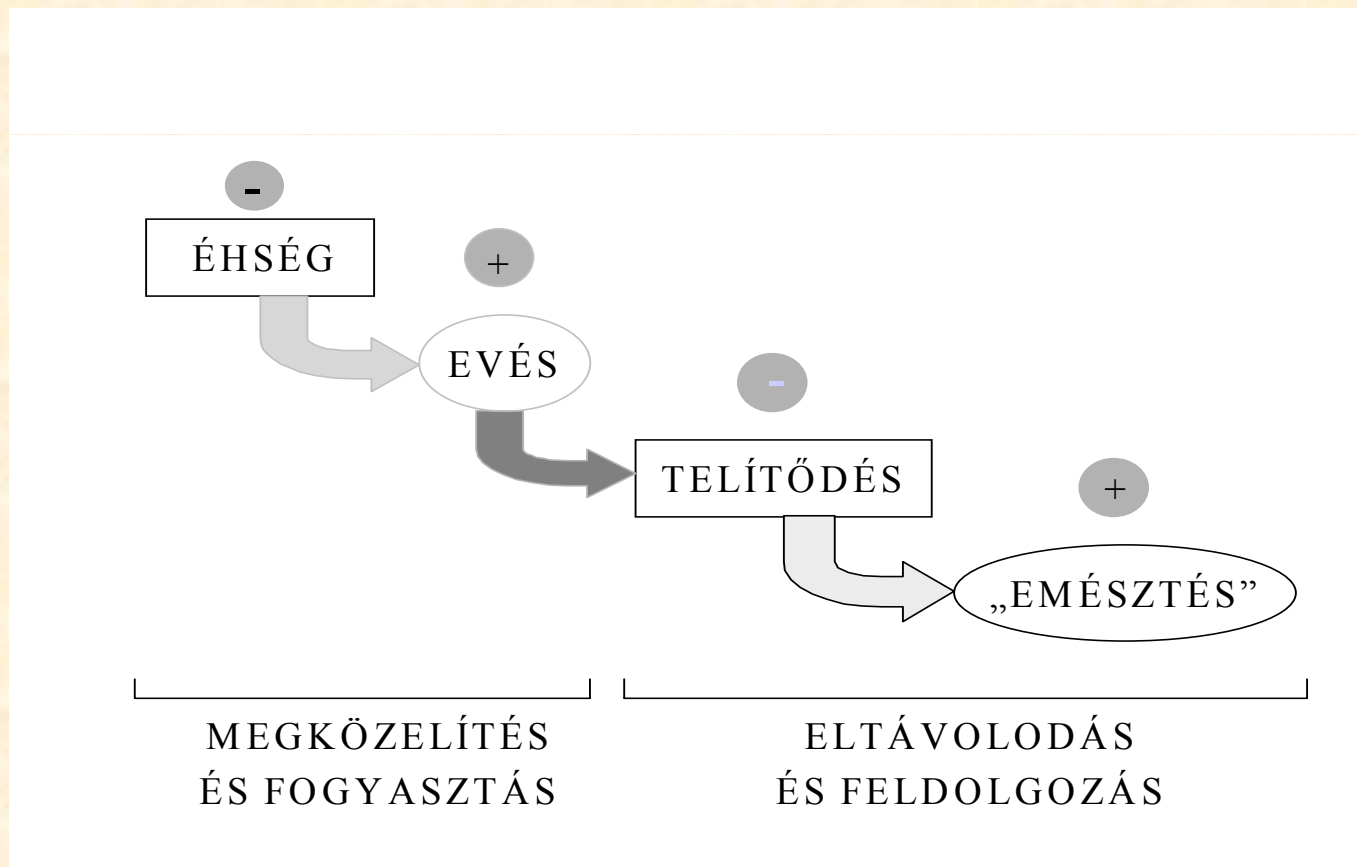 -
ÉHSÉG
+
EVÉS
-
TELÍTŐDÉS
+
„EMÉSZTÉS”
MEGKÖZELÍTÉS
ÉS FOGYASZTÁS
ELTÁVOLODÁS
ÉS FELDOLGOZÁS